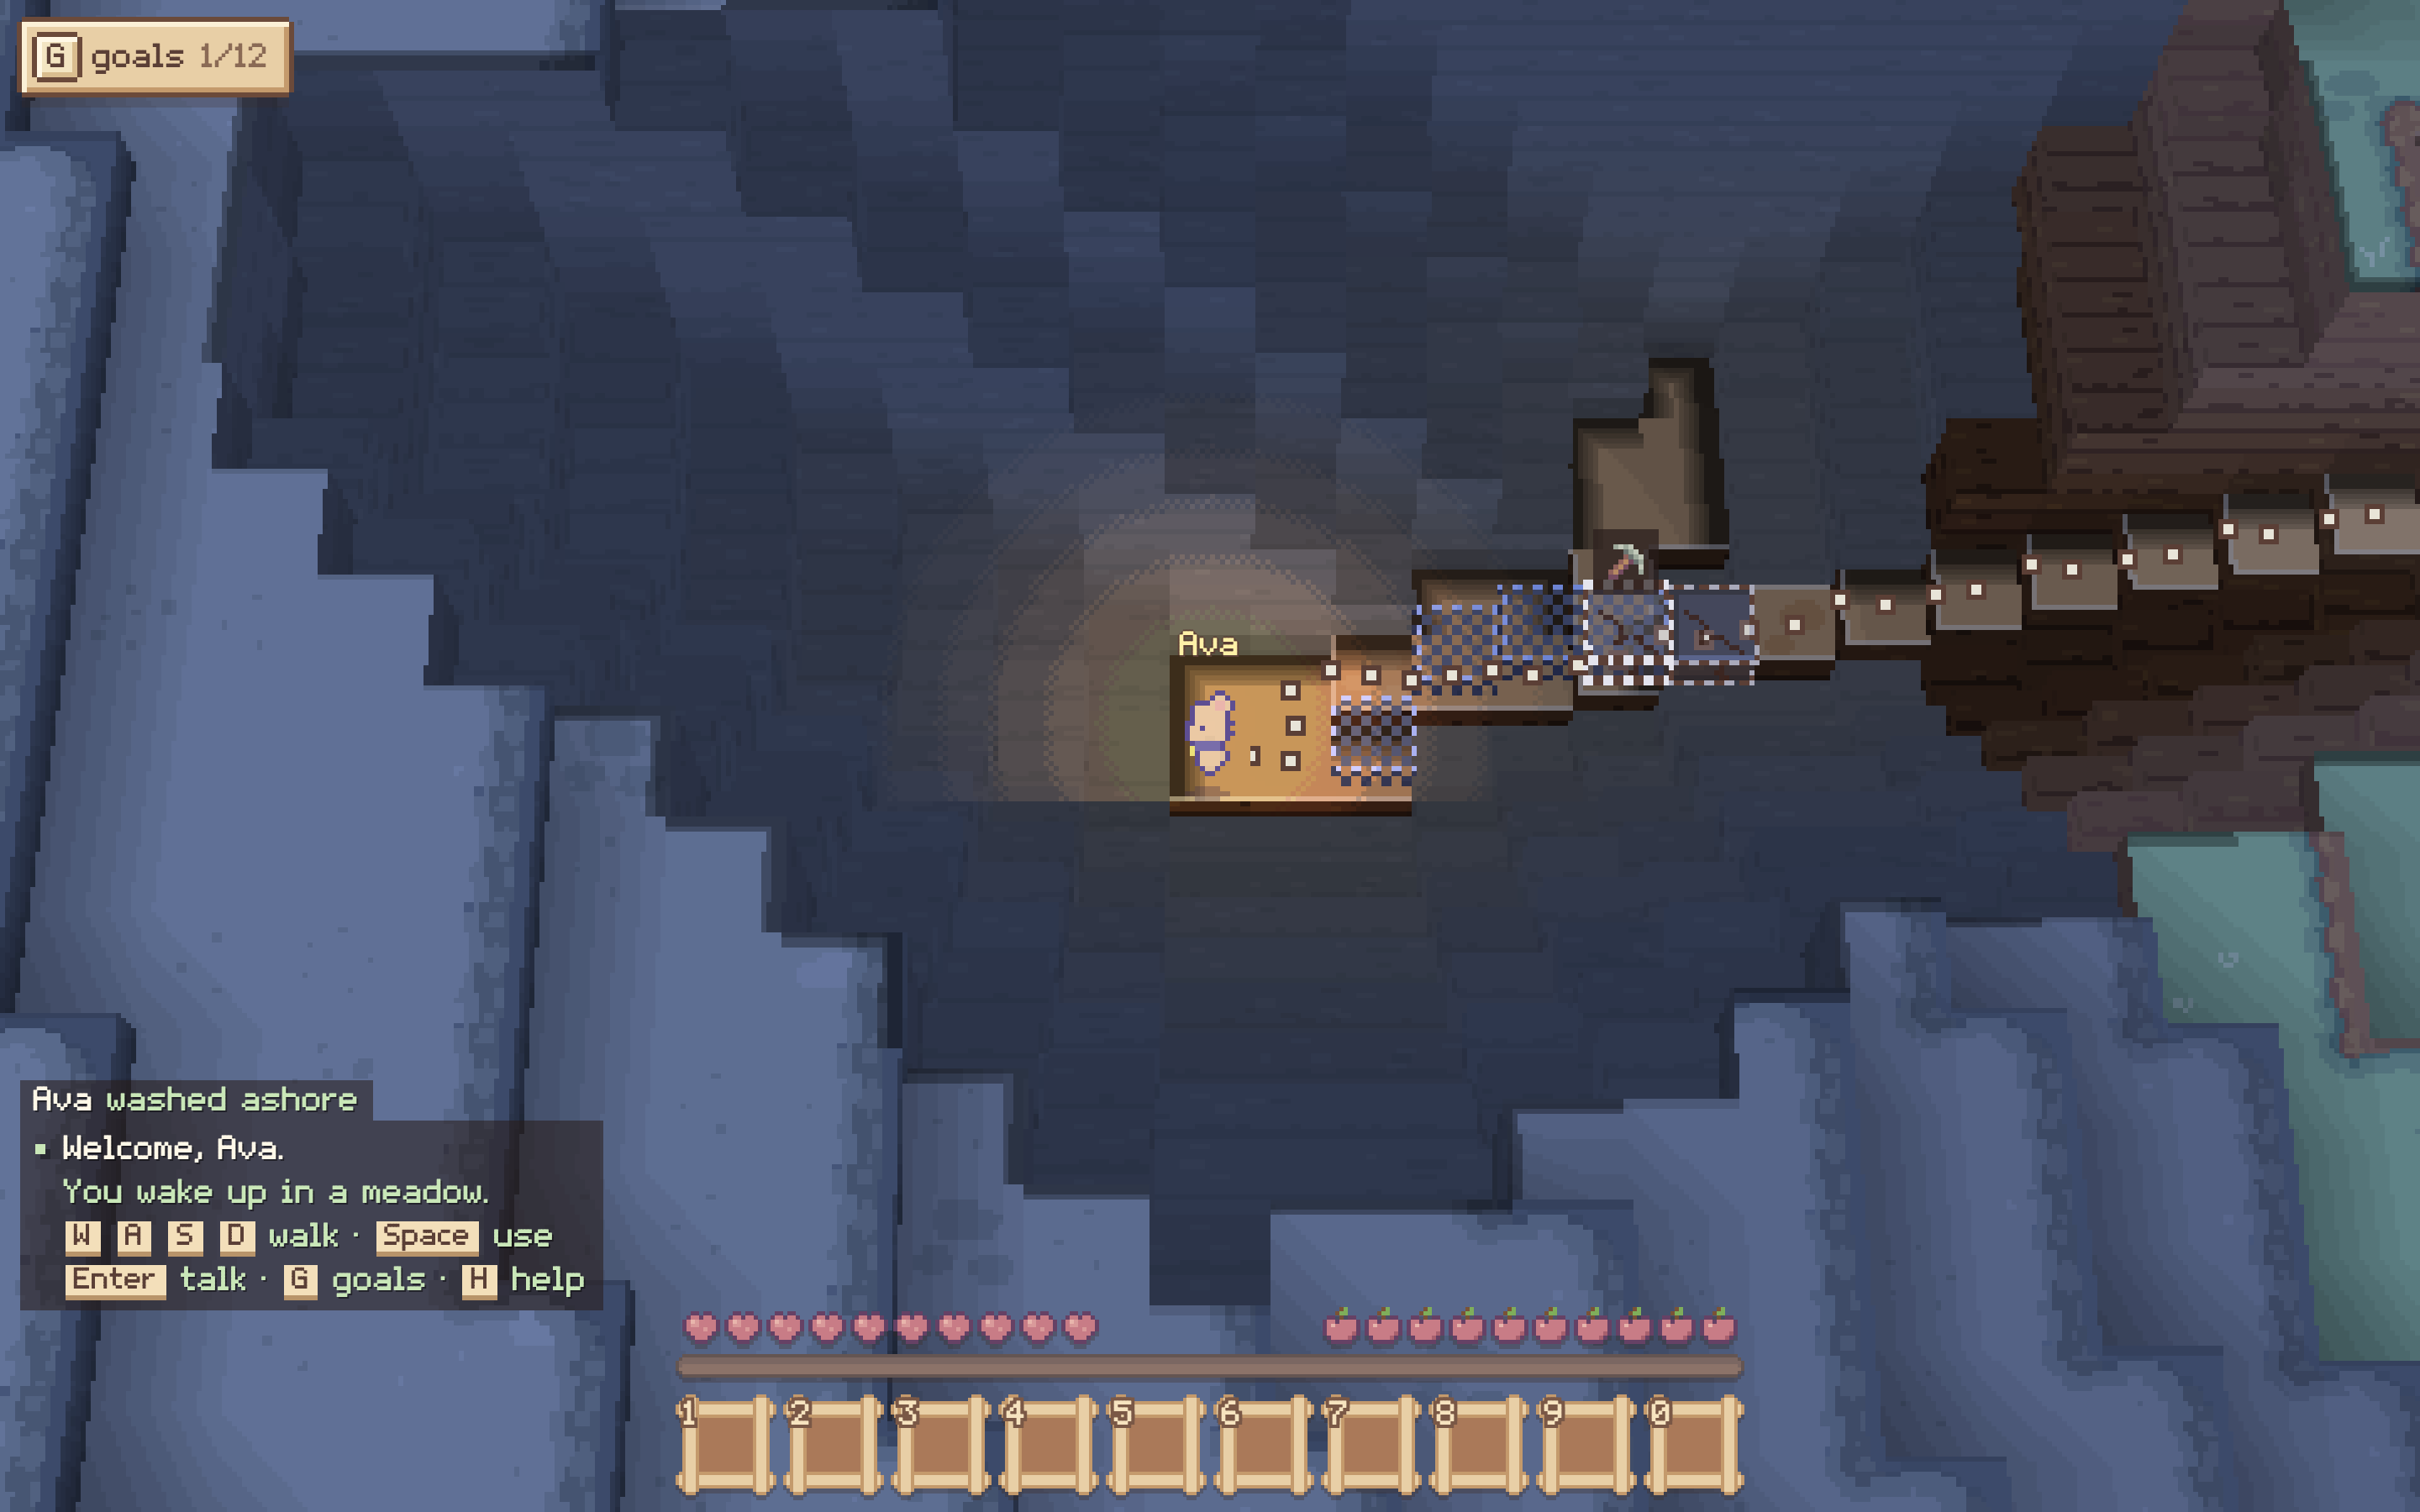 G goals 1/12
Ava
Ava washed ashore
Welcome, Ava.
You wake up in a meadow.
W A S D walk · Space use
Enter talk · G goals · H help
1 2 3 4 5 6 7 8 9 0